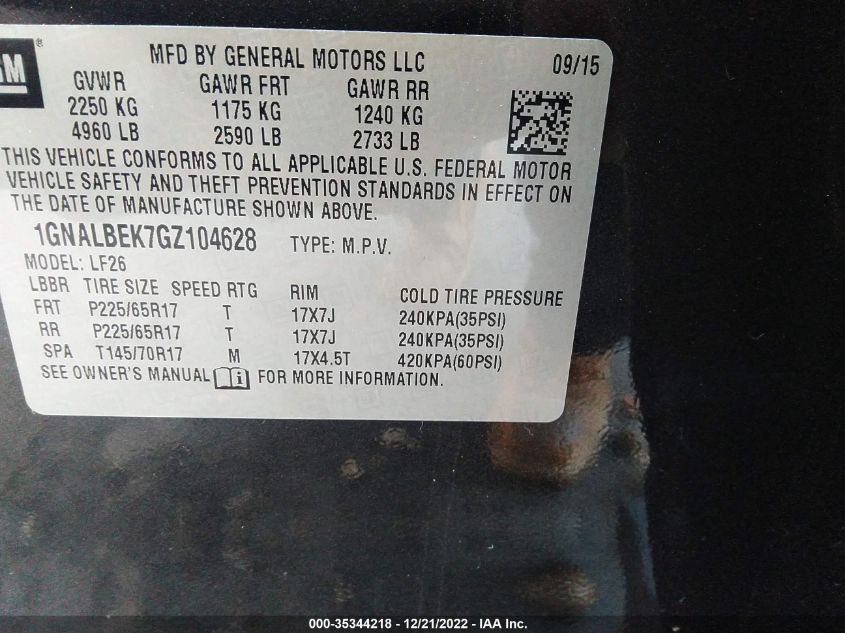 GM
MFD BY GENERAL MOTORS LLC 09/15
GVWR GAWR FRT GAWR RR
2250 KG 1175 KG 1240 KG
4960 LB 2590 LB 2733 LB
THIS VEHICLE CONFORMS TO ALL APPLICABLE U.S. FEDERAL MOTOR
VEHICLE SAFETY AND THEFT PREVENTION STANDARDS IN EFFECT ON
THE DATE OF MANUFACTURE SHOWN ABOVE.
1GNALBEK7GZ104628 TYPE: M.P.V.
MODEL: LF26
LBBR TIRE SIZE SPEED RTG RIM COLD TIRE PRESSURE
FRT P225/65R17 T 17X7J 240KPA(35PSI)
RR P225/65R17 T 17X7J 240KPA(35PSI)
SPA T145/70R17 M 17X4.5T 420KPA(60PSI)
SEE OWNER'S MANUAL FOR MORE INFORMATION.
000-35344218 - 12/21/2022 - IAA Inc.